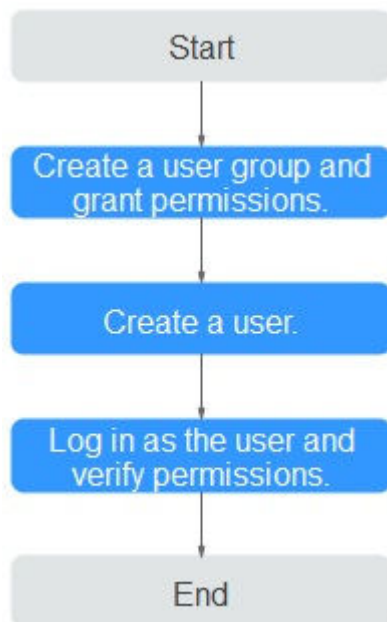 Start
Create a user group and
grant permissions.
Create a user.
Log in as the user and
verify permissions.
End